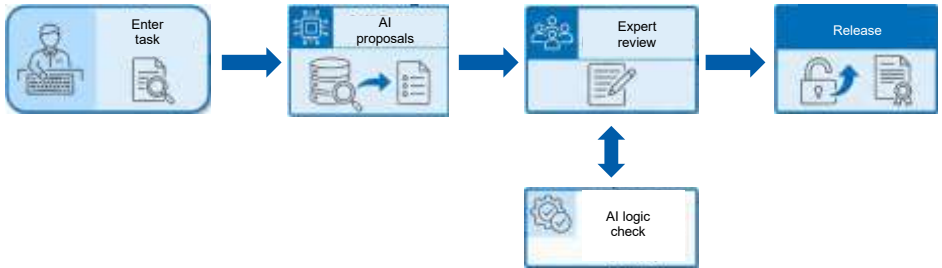 Enter
task
AI
proposals
Expert
review
Release
AI logic
check